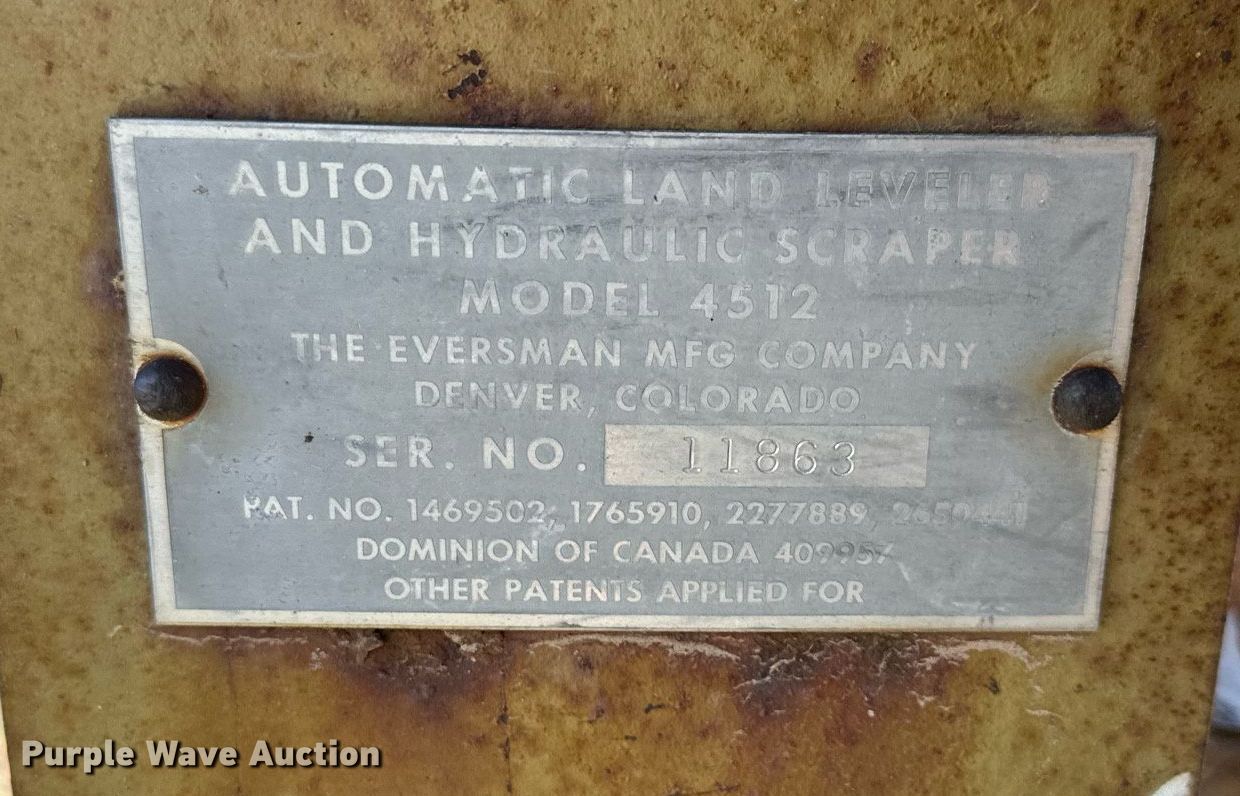 AUTOMATIC LAND LEVELER
AND HYDRAULIC SCRAPER
MODEL 4512
THE EVERSMAN MFG COMPANY
DENVER, COLORADO
SER. NO. 11863
PAT. NO. 1469502, 1765910, 2277889,
DOMINION OF CANADA 409957
OTHER PATENTS APPLIED FOR
Purple Wave Auction